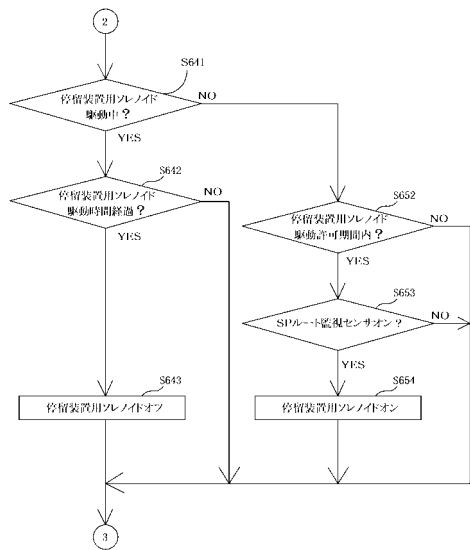 2
S641
停留装置用ソレノイド
駆動中？
NO
YES
S642
停留装置用ソレノイド
駆動時間経過？
NO
YES
S652
停留装置用ソレノイド
駆動許可期間内？
NO
YES
S653
SPルート監視センサオン？
NO
YES
S643
停留装置用ソレノイドオフ
S654
停留装置用ソレノイドオン
3